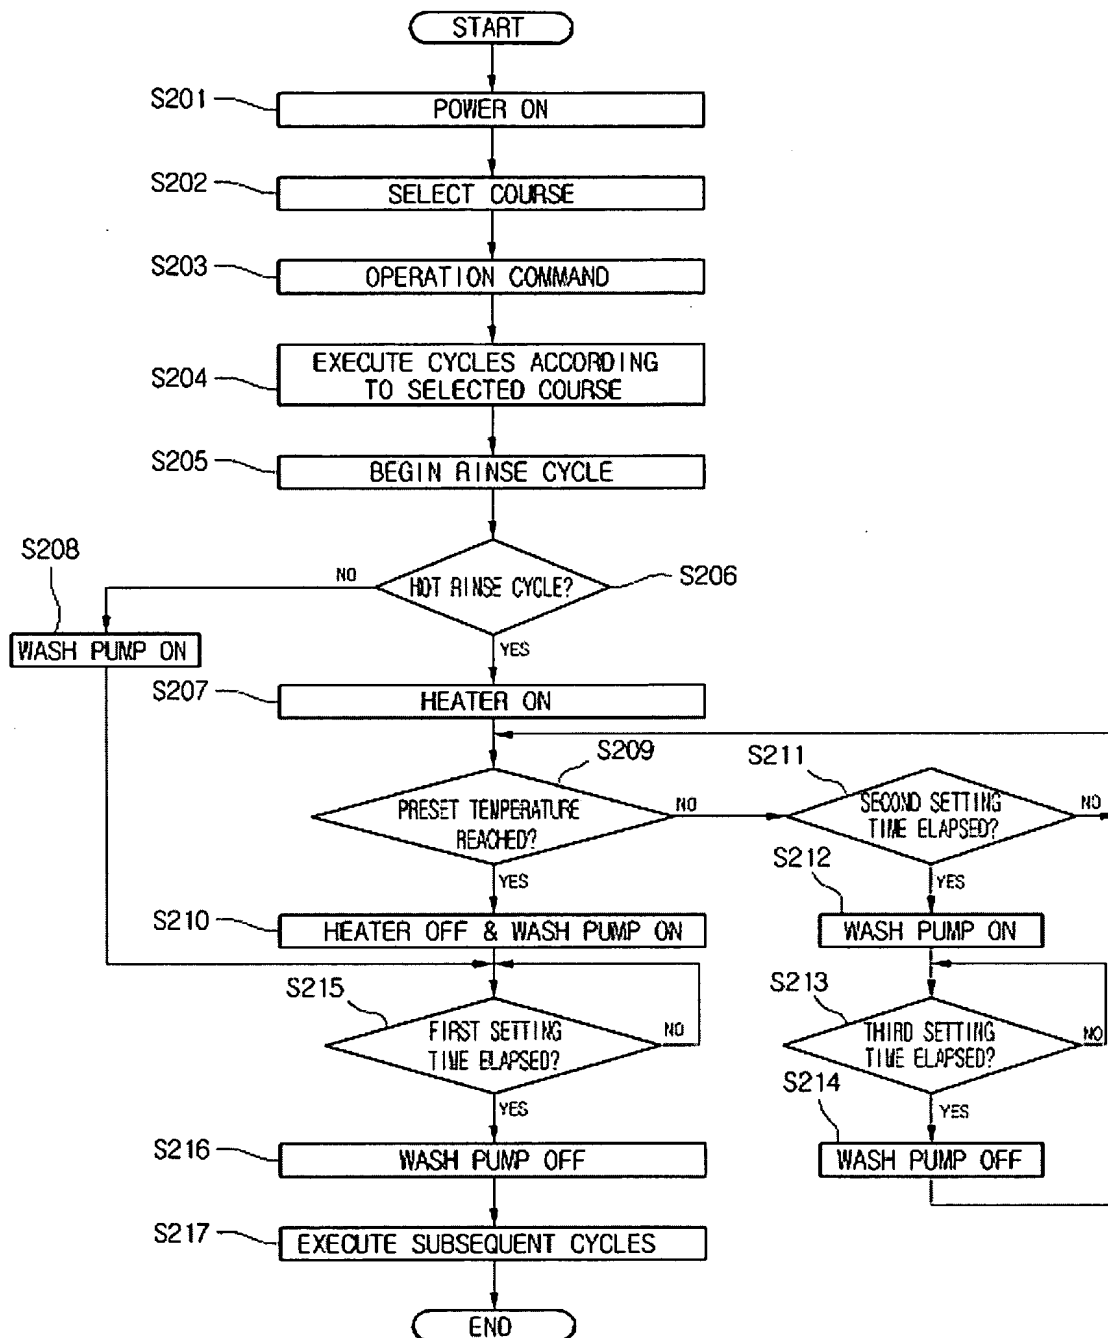 START
S201
POWER ON
S202
SELECT COURSE
S203
OPERATION COMMAND
S204
EXECUTE CYCLES ACCORDING
TO SELECTED COURSE
S205
BEGIN RINSE CYCLE
S208
NO
HOT RINSE CYCLE?
S206
WASH PUMP ON
YES
S207
HEATER ON
S209
S211
PRESET TEMPERATURE
REACHED?
NO
SECOND SETTING
TIME ELAPSED?
NO
YES
S212
YES
S210
HEATER OFF & WASH PUMP ON
WASH PUMP ON
S215
S213
FIRST SETTING
TIME ELAPSED?
NO
THIRD SETTING
TIME ELAPSED?
NO
YES
S214
YES
S216
WASH PUMP OFF
WASH PUMP OFF
S217
EXECUTE SUBSEQUENT CYCLES
END